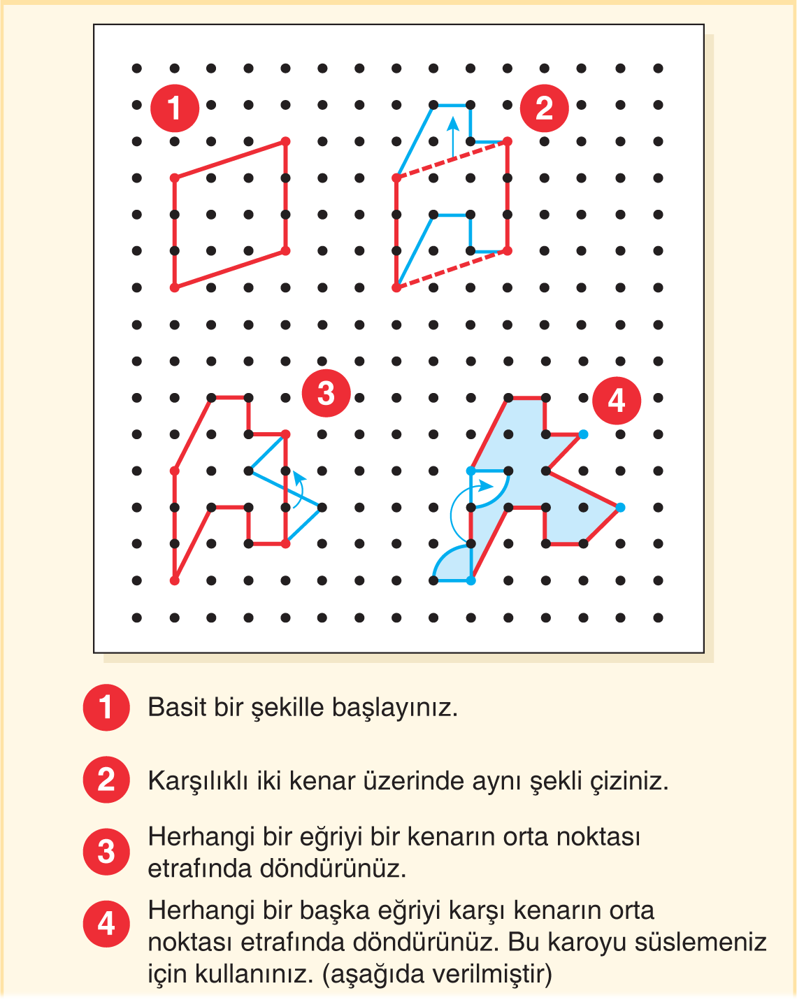 1
2
3
4
1 Basit bir şekille başlayınız.
2 Karşılıklı iki kenar üzerinde aynı şekli çiziniz.
3 Herhangi bir eğriyi bir kenarın orta noktası
etrafında döndürünüz.
4 Herhangi bir başka eğriyi karşı kenarın orta
noktası etrafında döndürünüz. Bu karoyu süslemeniz
için kullanınız. (aşağıda verilmiştir)